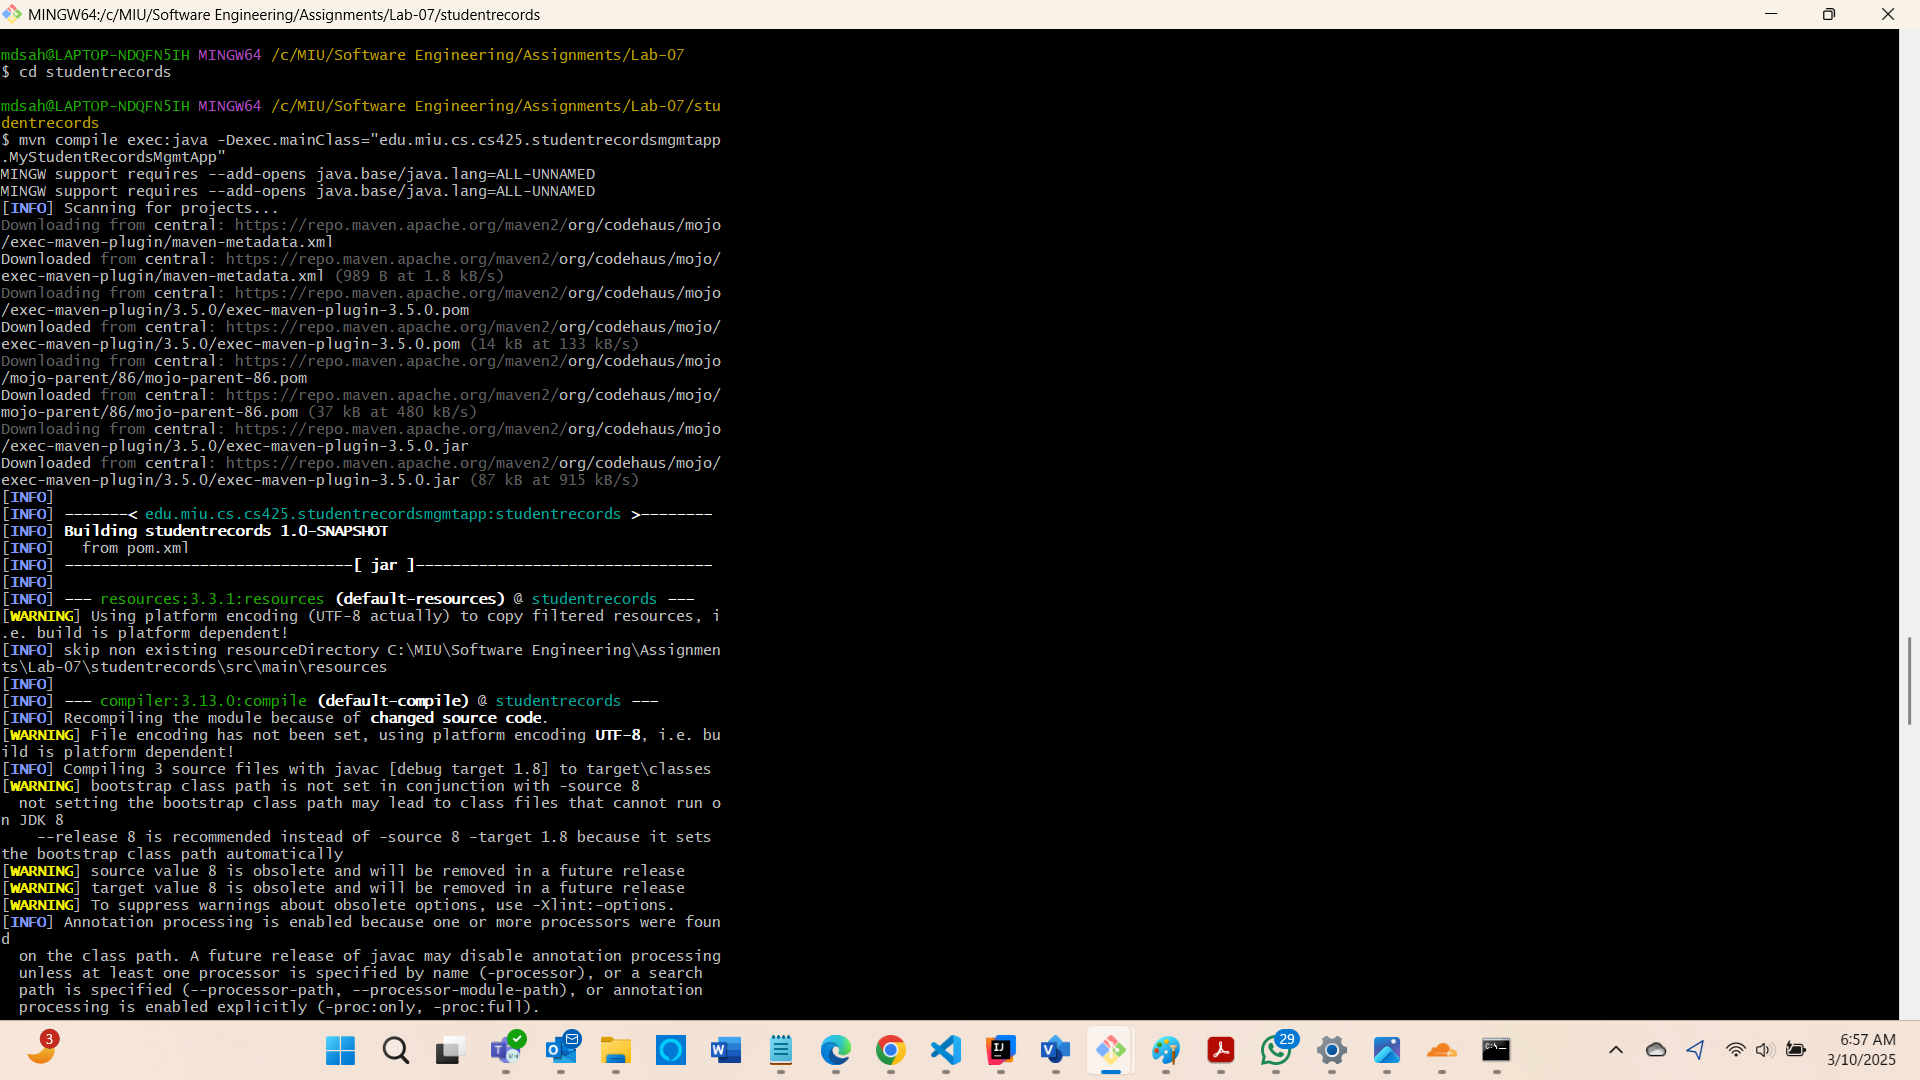 MINGW64:/c/MIU/Software Engineering/Assignments/Lab-07/studentrecords
mdsah@LAPTOP-NDQFN5IH MINGW64 /c/MIU/Software Engineering/Assignments/Lab-07
$ cd studentrecords
mdsah@LAPTOP-NDQFN5IH MINGW64 /c/MIU/Software Engineering/Assignments/Lab-07/stu
dentrecords
$ mvn compile exec:java -Dexec.mainClass="edu.miu.cs.cs425.studentrecordsmgmtapp
.MyStudentRecordsMgmtApp"
MINGW support requires --add-opens java.base/java.lang=ALL-UNNAMED
MINGW support requires --add-opens java.base/java.lang=ALL-UNNAMED
[INFO] Scanning for projects...
Downloading from central: https://repo.maven.apache.org/maven2/org/codehaus/mojo
/exec-maven-plugin/maven-metadata.xml
Downloaded from central: https://repo.maven.apache.org/maven2/org/codehaus/mojo/
exec-maven-plugin/maven-metadata.xml (989 B at 1.8 kB/s)
Downloading from central: https://repo.maven.apache.org/maven2/org/codehaus/mojo
/exec-maven-plugin/3.5.0/exec-maven-plugin-3.5.0.pom
Downloaded from central: https://repo.maven.apache.org/maven2/org/codehaus/mojo/
exec-maven-plugin/3.5.0/exec-maven-plugin-3.5.0.pom (14 kB at 133 kB/s)
Downloading from central: https://repo.maven.apache.org/maven2/org/codehaus/mojo
/mojo-parent/86/mojo-parent-86.pom
Downloaded from central: https://repo.maven.apache.org/maven2/org/codehaus/mojo/
mojo-parent/86/mojo-parent-86.pom (37 kB at 480 kB/s)
Downloading from central: https://repo.maven.apache.org/maven2/org/codehaus/mojo
/exec-maven-plugin/3.5.0/exec-maven-plugin-3.5.0.jar
Downloaded from central: https://repo.maven.apache.org/maven2/org/codehaus/mojo/
exec-maven-plugin/3.5.0/exec-maven-plugin-3.5.0.jar (87 kB at 915 kB/s)
[INFO]
[INFO] -------< edu.miu.cs.cs425.studentrecordsmgmtapp:studentrecords >--------
[INFO] Building studentrecords 1.0-SNAPSHOT
[INFO]   from pom.xml
[INFO] --------------------------------[ jar ]---------------------------------
[INFO]
[INFO] --- resources:3.3.1:resources (default-resources) @ studentrecords ---
[WARNING] Using platform encoding (UTF-8 actually) to copy filtered resources, i
.e. build is platform dependent!
[INFO] skip non existing resourceDirectory C:\MIU\Software Engineering\Assignmen
ts\Lab-07\studentrecords\src\main\resources
[INFO]
[INFO] --- compiler:3.13.0:compile (default-compile) @ studentrecords ---
[INFO] Recompiling the module because of changed source code.
[WARNING] File encoding has not been set, using platform encoding UTF-8, i.e. bu
ild is platform dependent!
[INFO] Compiling 3 source files with javac [debug target 1.8] to target\classes
[WARNING] bootstrap class path is not set in conjunction with -source 8
  not setting the bootstrap class path may lead to class files that cannot run o
n JDK 8
    --release 8 is recommended instead of -source 8 -target 1.8 because it sets
the bootstrap class path automatically
[WARNING] source value 8 is obsolete and will be removed in a future release
[WARNING] target value 8 is obsolete and will be removed in a future release
[WARNING] To suppress warnings about obsolete options, use -Xlint:-options.
[INFO] Annotation processing is enabled because one or more processors were foun
d
  on the class path. A future release of javac may disable annotation processing
  unless at least one processor is specified by name (-processor), or a search
  path is specified (--processor-path, --processor-module-path), or annotation
  processing is enabled explicitly (-proc:only, -proc:full).
3
29
6:57 AM
3/10/2025